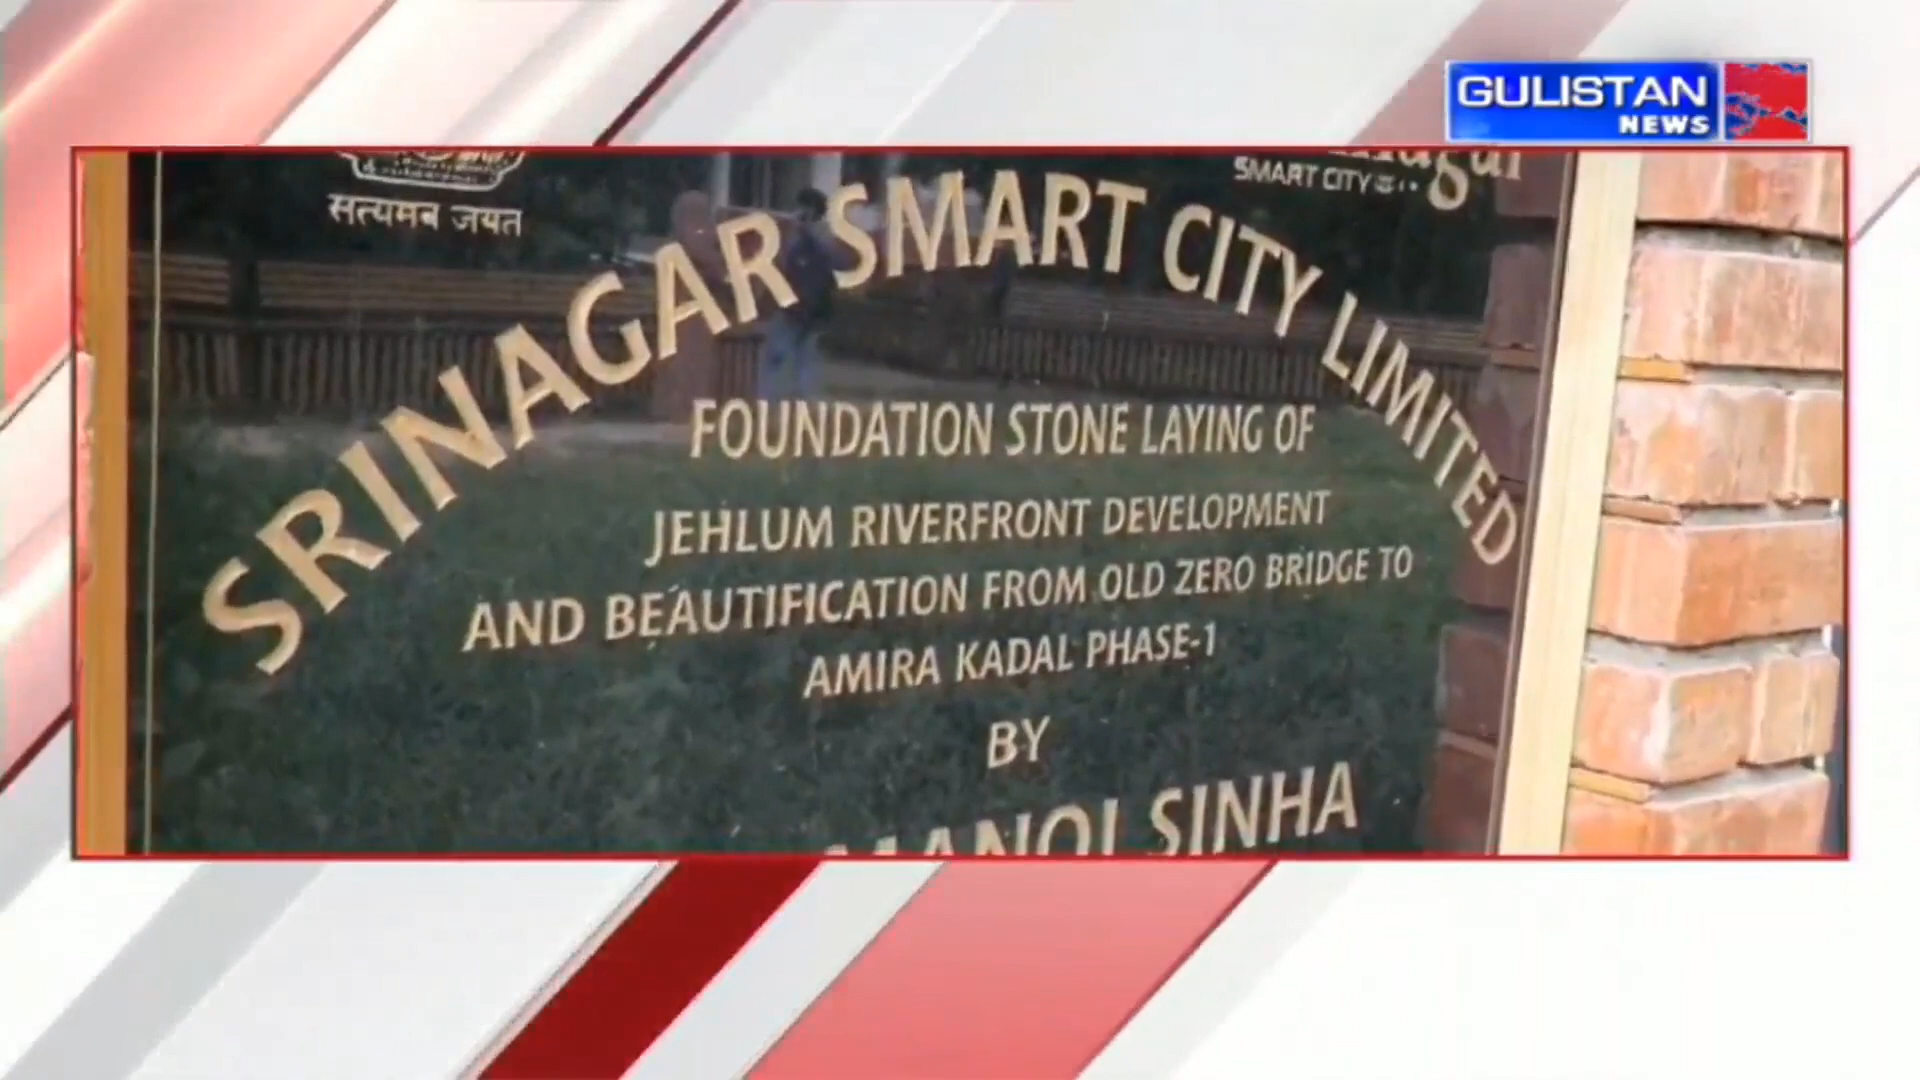 GULISTAN
NEWS
सत्यमेव जयते
SMART CITY
SRINAGAR SMART CITY LIMITED
FOUNDATION STONE LAYING OF
JEHLUM RIVERFRONT DEVELOPMENT
AND BEAUTIFICATION FROM OLD ZERO BRIDGE TO
AMIRA KADAL PHASE-1
BY
MANOJ SINHA